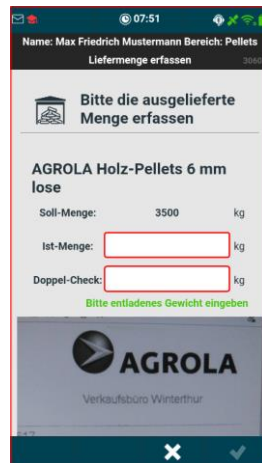 07:51
Name: Max Friedrich Mustermann Bereich: Pellets
Liefermenge erfassen
3060
Bitte die ausgelieferte
Menge erfassen
AGROLA Holz-Pellets 6 mm
lose
Soll-Menge: 3500 kg
Ist-Menge: kg
Doppel-Check: kg
Bitte entladenes Gewicht eingeben
AGROLA
Verkaufsbüro Winterthur